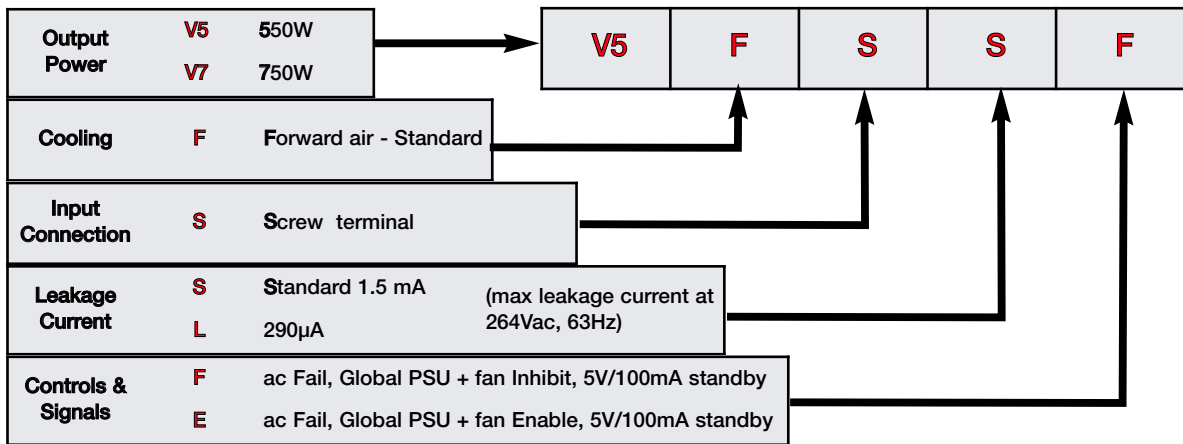 Output Power V5 550W
V7 750W
V5 F S S F
Cooling F Forward air - Standard
Input Connection S Screw terminal
Leakage Current S Standard 1.5 mA (max leakage current at 264Vac, 63Hz)
L 290µA
Controls & Signals F ac Fail, Global PSU + fan Inhibit, 5V/100mA standby
E ac Fail, Global PSU + fan Enable, 5V/100mA standby